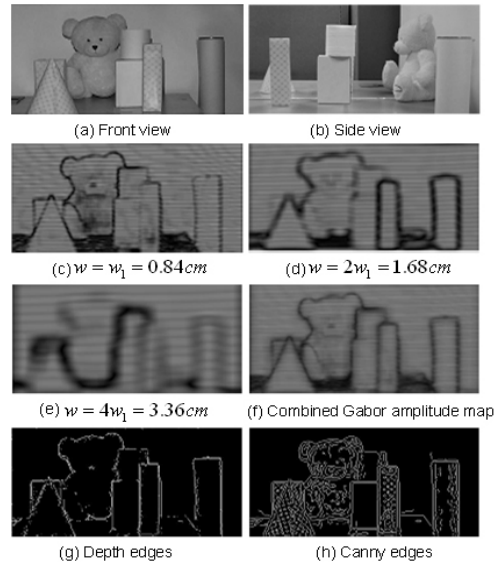 (a) Front view
(b) Side view
(c) w = w₁ = 0.84cm
(d) w = 2w₁ = 1.68cm
(e) w = 4w₁ = 3.36cm
(f) Combined Gabor amplitude map
(g) Depth edges
(h) Canny edges